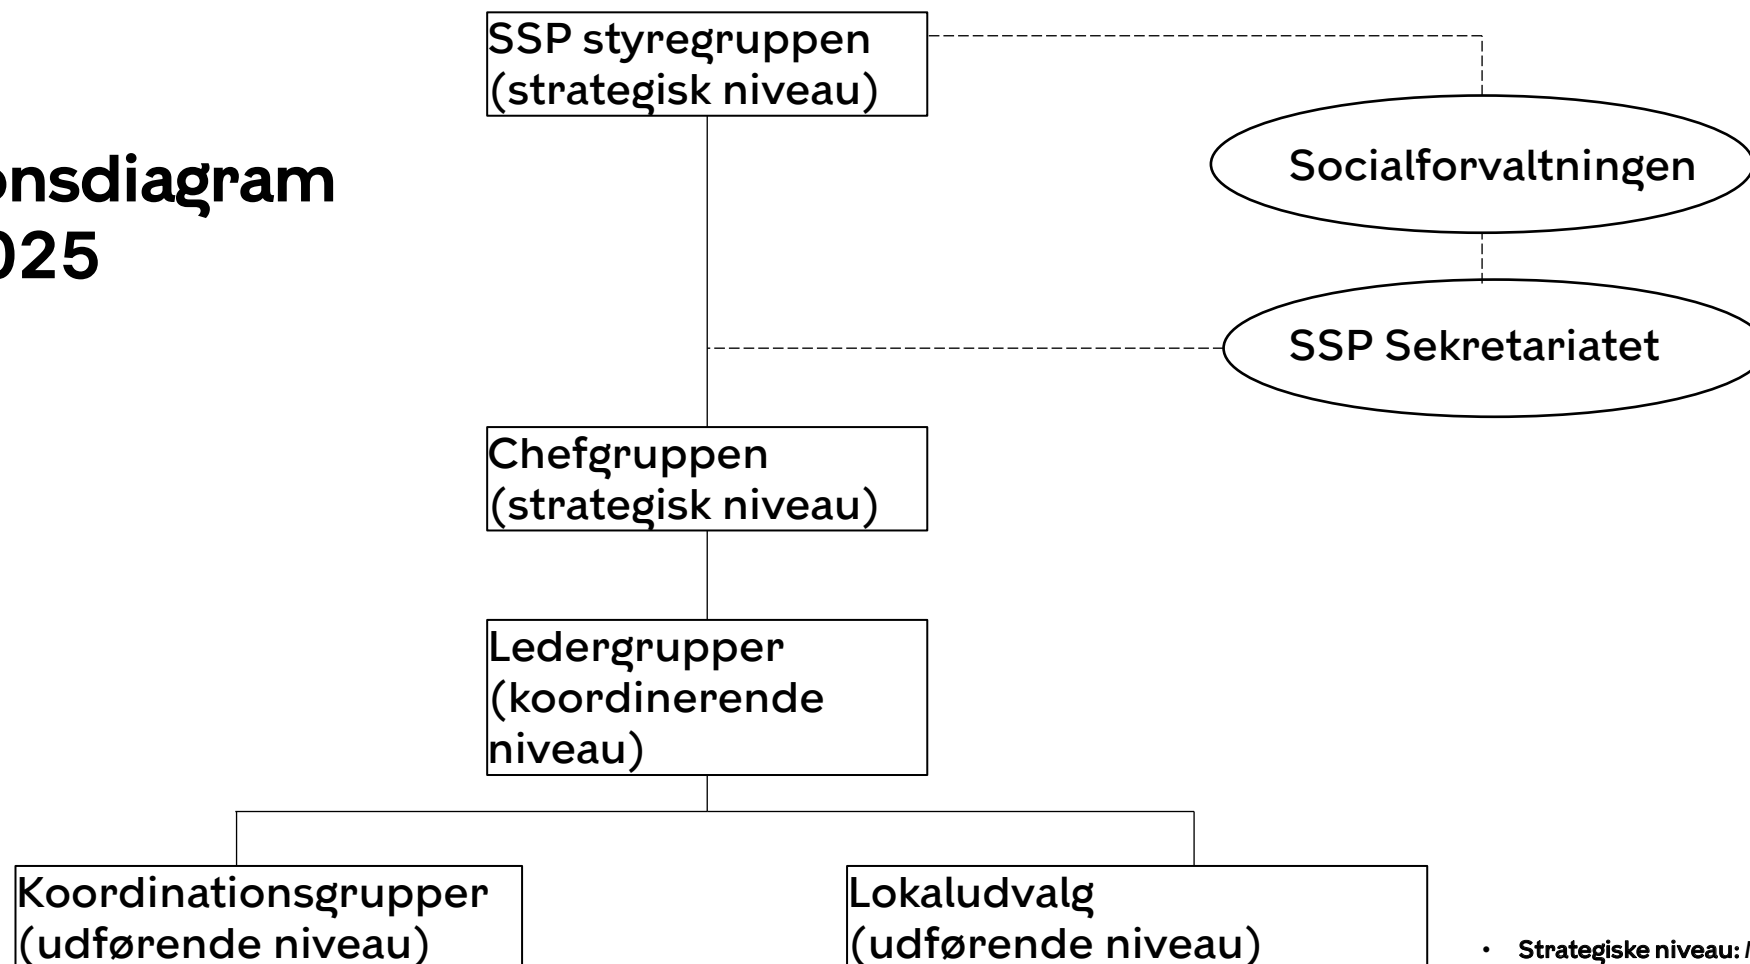 SSP styregruppen
(strategisk niveau)
onsdiagram
025
Socialforvaltningen
SSP Sekretariatet
Chefgruppen
(strategisk niveau)
Ledergrupper
(koordinerende
niveau)
Koordinationsgrupper
(udførende niveau)
Lokaludvalg
(udførende niveau)
• Strategiske niveau: